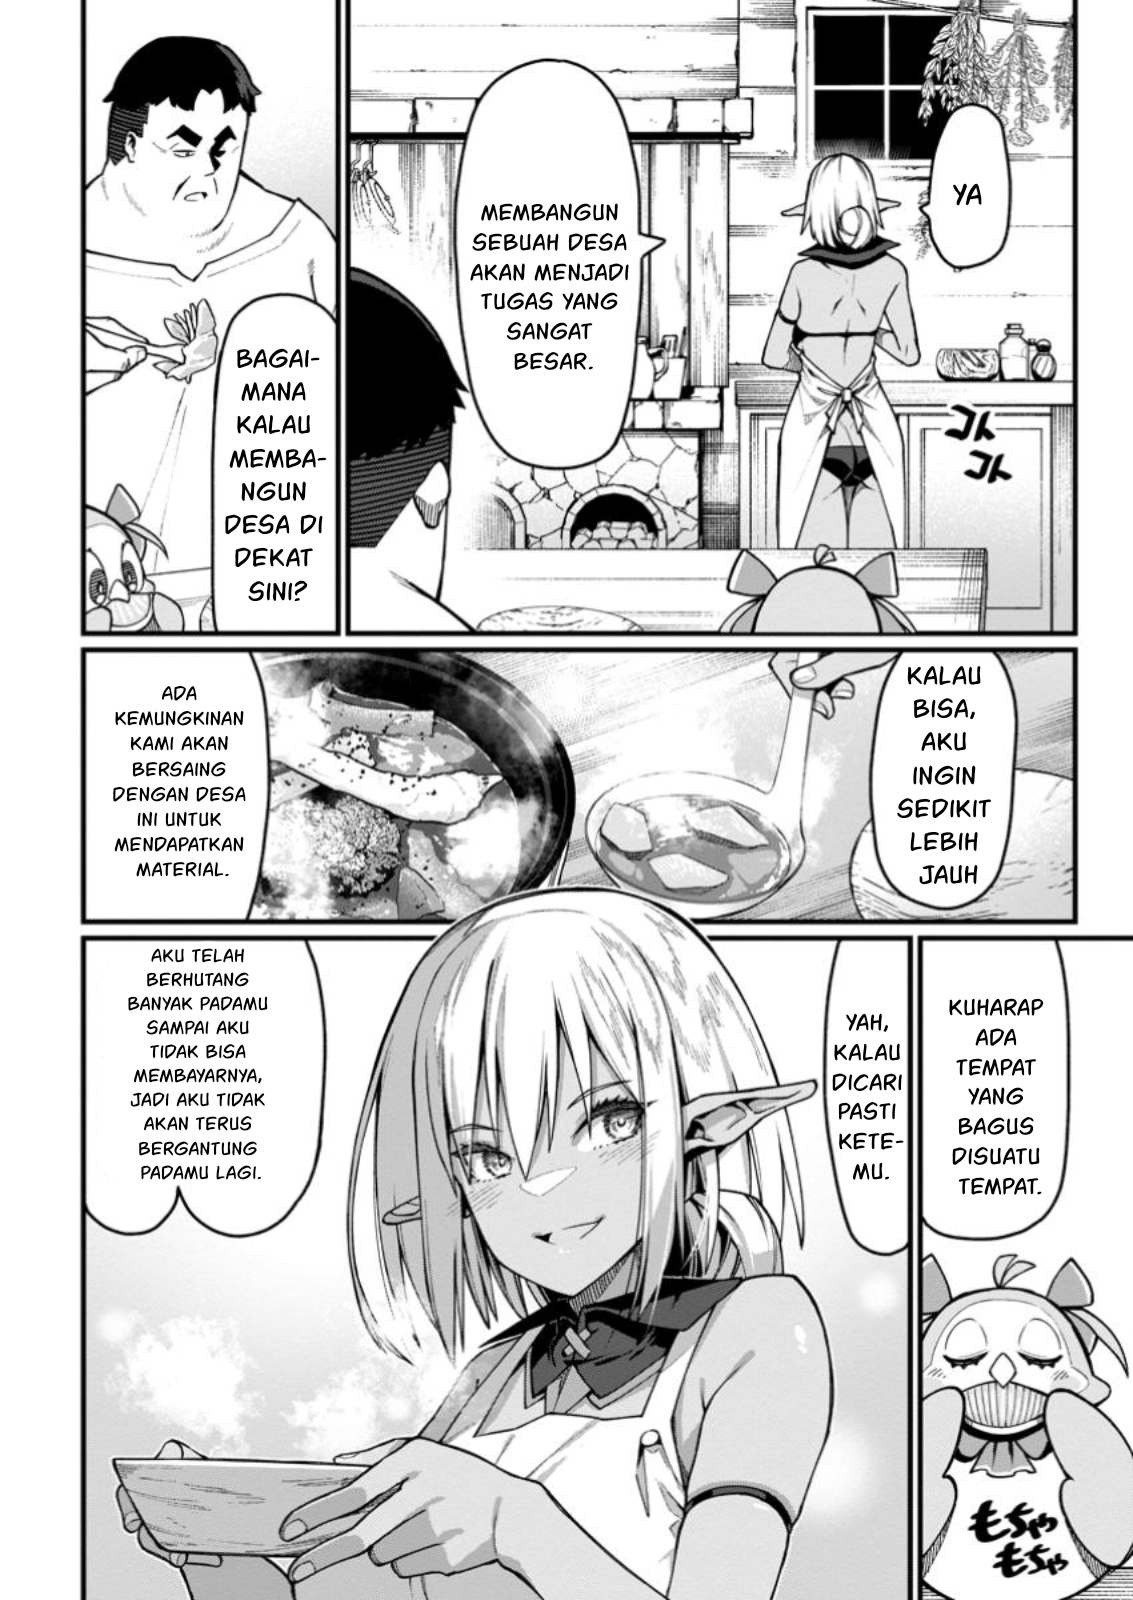 YA
MEMBANGUN
SEBUAH DESA
AKAN MENJADI
TUGAS YANG
SANGAT
BESAR.
コト
コト
BAGAI-
MANA
KALAU
MEMBA-
NGUN
DESA DI
DEKAT
SINI?
KALAU
BISA,
AKU
INGIN
SEDIKIT
LEBIH
JAUH
ADA
KEMUNGKINAN
KAMI AKAN
BERSAING
DENGAN DESA
INI UNTUK
MENDAPATKAN
MATERIAL.
KUHARAP
ADA
TEMPAT
YANG
BAGUS
DISUATU
TEMPAT.
もちゃ
もちゃ
YAH,
KALAU
DICARI
PASTI
KETE-
MU.
AKU TELAH
BERHUTANG
BANYAK PADAMU
SAMPAI AKU
TIDAK BISA
MEMBAYARNYA,
JADI AKU TIDAK
AKAN TERUS
BERGANTUNG
PADAMU LAGI.